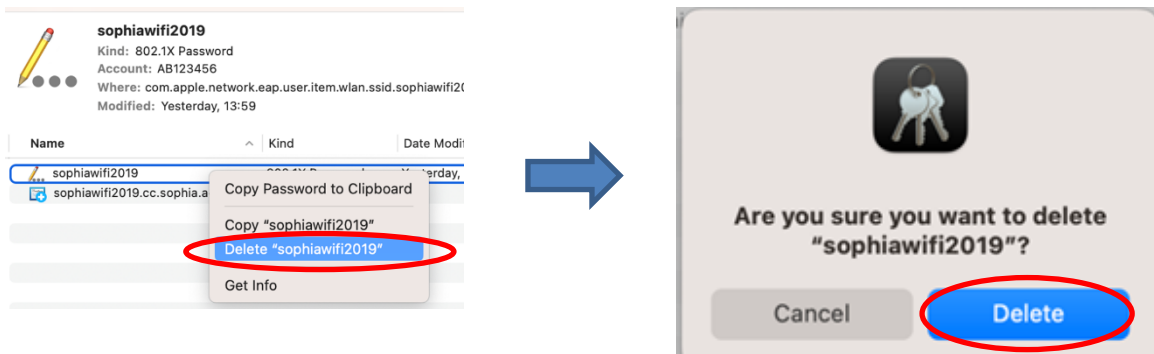 sophiawifi2019
Kind: 802.1X Password
Account: AB123456
Where: com.apple.network.eap.user.item.wlan.ssid.sophiawifi20
Modified: Yesterday, 13:59
Name Kind Date Modif
sophiawifi2019
sophiawifi2019.cc.sophia.a
Copy Password to Clipboard
Copy “sophiawifi2019”
Delete “sophiawifi2019”
Get Info
Are you sure you want to delete
“sophiawifi2019”?
Cancel Delete